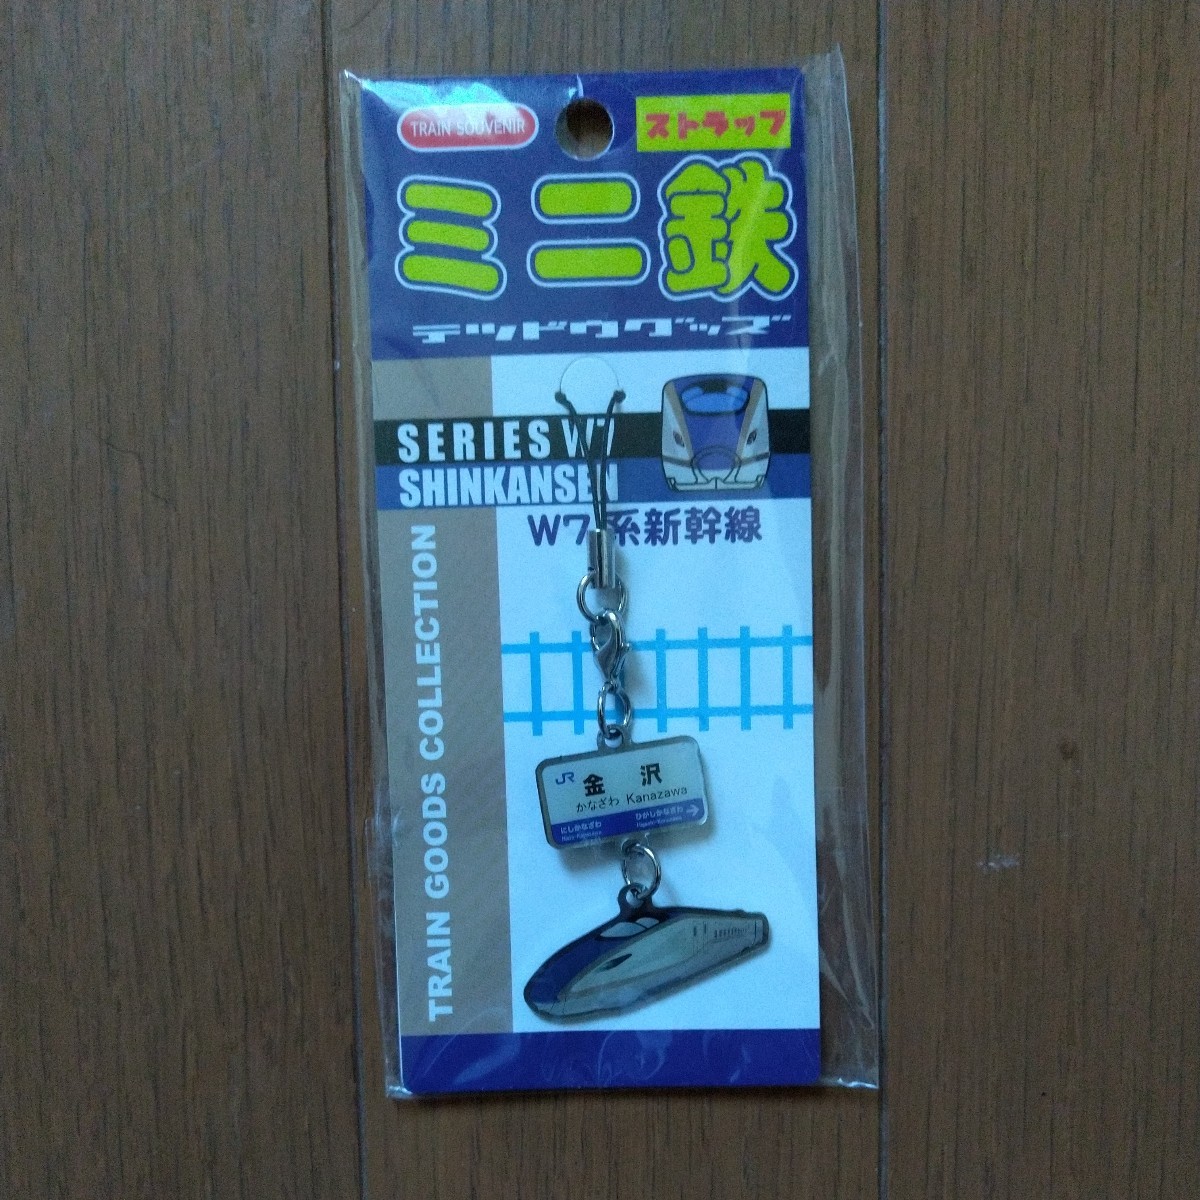 TRAIN SOUVENIR
ストラップ
ミニ鉄
テツドウグッズ
SERIES W7
SHINKANSEN
W7系新幹線
TRAIN GOODS COLLECTION
JR 金沢
かなざわ Kanazawa
にしかなざわ ひがしかなざわ